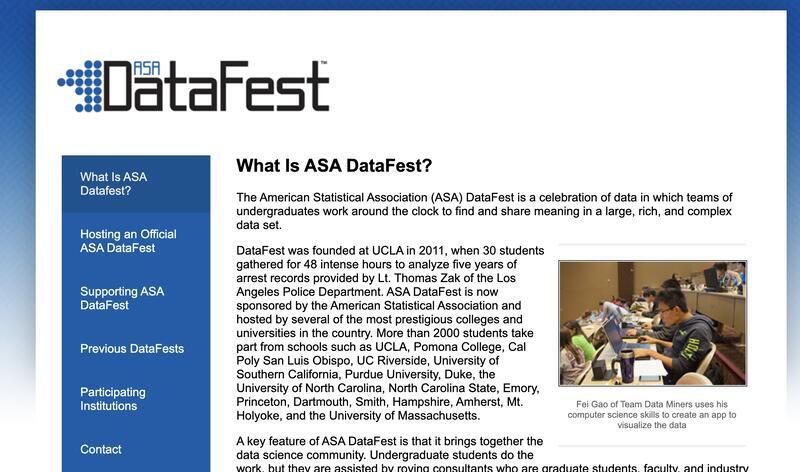 ASA
DataFest™
What Is ASA
Datafest?
Hosting an Official
ASA DataFest
Supporting ASA
DataFest
Previous DataFests
Participating
Institutions
Contact
What Is ASA DataFest?
The American Statistical Association (ASA) DataFest is a celebration of data in which teams of
undergraduates work around the clock to find and share meaning in a large, rich, and complex
data set.
DataFest was founded at UCLA in 2011, when 30 students
gathered for 48 intense hours to analyze five years of
arrest records provided by Lt. Thomas Zak of the Los
Angeles Police Department. ASA DataFest is now
sponsored by the American Statistical Association and
hosted by several of the most prestigious colleges and
universities in the country. More than 2000 students take
part from schools such as UCLA, Pomona College, Cal
Poly San Luis Obispo, UC Riverside, University of
Southern California, Purdue University, Duke, the
University of North Carolina, North Carolina State, Emory,
Princeton, Dartmouth, Smith, Hampshire, Amherst, Mt.
Holyoke, and the University of Massachusetts.
Fei Gao of Team Data Miners uses his
computer science skills to create an app to
visualize the data
A key feature of ASA DataFest is that it brings together the
data science community. Undergraduate students do the
work, but they are assisted by roving consultants who are graduate students, faculty, and industry